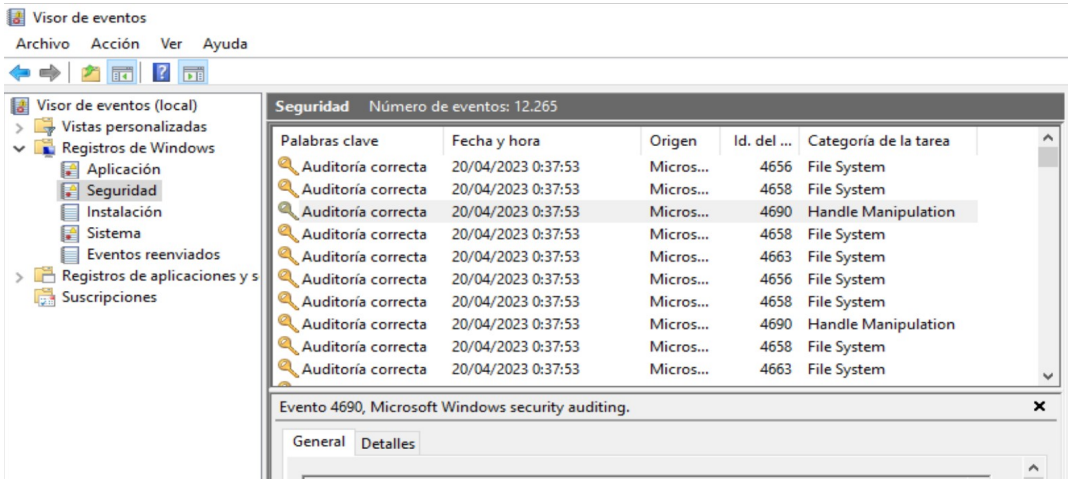 Visor de eventos
Archivo Acción Ver Ayuda
Visor de eventos (local)
Vistas personalizadas
Registros de Windows
Aplicación
Seguridad
Instalación
Sistema
Eventos reenviados
Registros de aplicaciones y s
Suscripciones
Seguridad Número de eventos: 12.265
Palabras clave Fecha y hora Origen Id. del ... Categoría de la tarea
Auditoría correcta 20/04/2023 0:37:53 Micros... 4656 File System
Auditoría correcta 20/04/2023 0:37:53 Micros... 4658 File System
Auditoría correcta 20/04/2023 0:37:53 Micros... 4690 Handle Manipulation
Auditoría correcta 20/04/2023 0:37:53 Micros... 4658 File System
Auditoría correcta 20/04/2023 0:37:53 Micros... 4663 File System
Auditoría correcta 20/04/2023 0:37:53 Micros... 4656 File System
Auditoría correcta 20/04/2023 0:37:53 Micros... 4658 File System
Auditoría correcta 20/04/2023 0:37:53 Micros... 4690 Handle Manipulation
Auditoría correcta 20/04/2023 0:37:53 Micros... 4658 File System
Auditoría correcta 20/04/2023 0:37:53 Micros... 4663 File System
Evento 4690, Microsoft Windows security auditing.
General Detalles